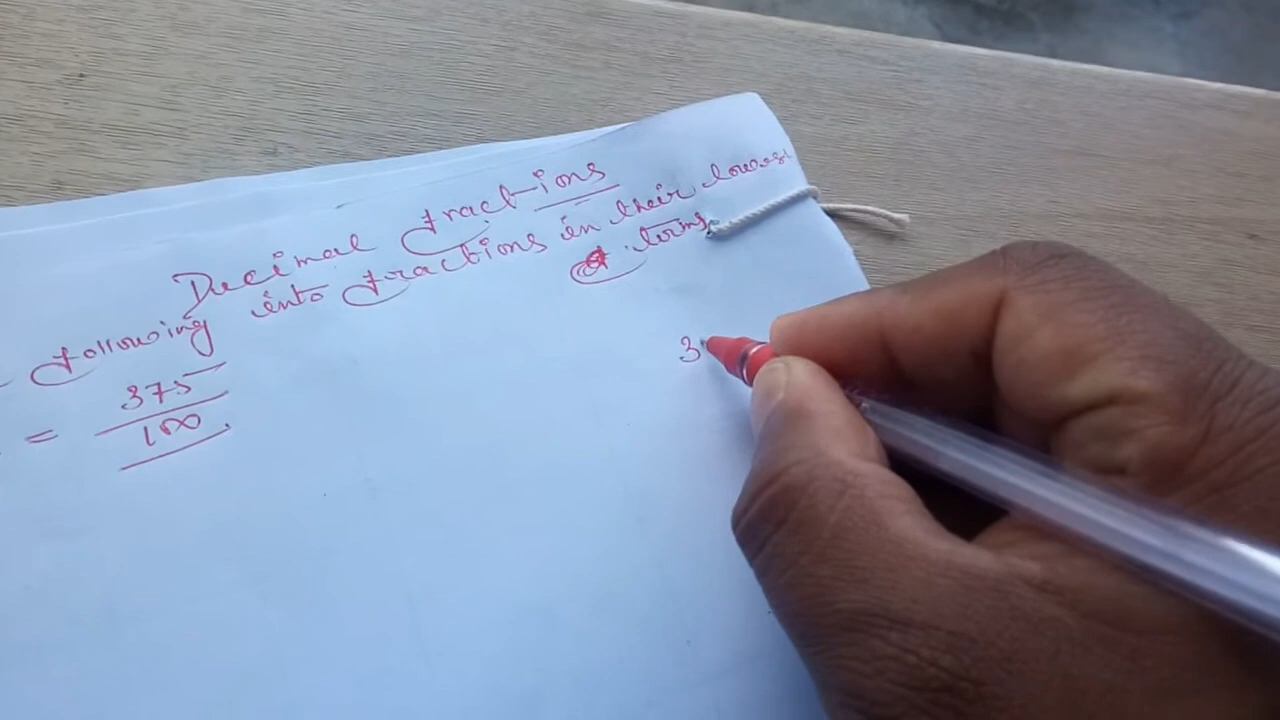 Decimal fractions
following into fractions in their lowest
terms
= 375
100
3